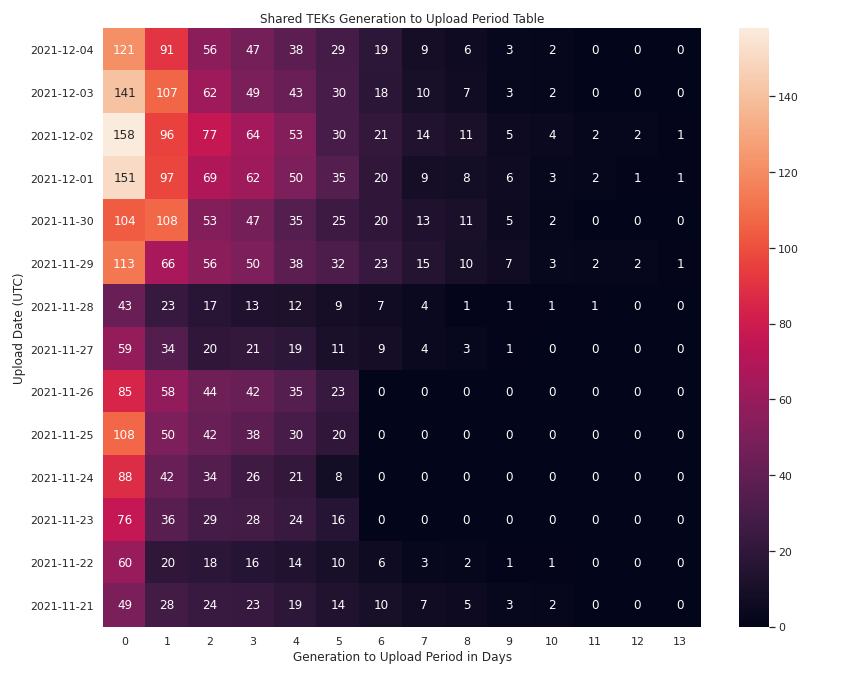 Shared TEKs Generation to Upload Period Table
2021-12-04 121 91 56 47 38 29 19 9 6 3 2 0 0 0
2021-12-03 141 107 62 49 43 30 18 10 7 3 2 0 0 0
2021-12-02 158 96 77 64 53 30 21 14 11 5 4 2 2 1
2021-12-01 151 97 69 62 50 35 20 9 8 6 3 2 1 1
2021-11-30 104 108 53 47 35 25 20 13 11 5 2 0 0 0
2021-11-29 113 66 56 50 38 32 23 15 10 7 3 2 2 1
2021-11-28 43 23 17 13 12 9 7 4 1 1 1 1 0 0
2021-11-27 59 34 20 21 19 11 9 4 3 1 0 0 0 0
2021-11-26 85 58 44 42 35 23 0 0 0 0 0 0 0 0
2021-11-25 108 50 42 38 30 20 0 0 0 0 0 0 0 0
2021-11-24 88 42 34 26 21 8 0 0 0 0 0 0 0 0
2021-11-23 76 36 29 28 24 16 0 0 0 0 0 0 0 0
2021-11-22 60 20 18 16 14 10 6 3 2 1 1 0 0 0
2021-11-21 49 28 24 23 19 14 10 7 5 3 2 0 0 0
0 1 2 3 4 5 6 7 8 9 10 11 12 13
Generation to Upload Period in Days
Upload Date (UTC)
140
120
100
80
60
40
20
0